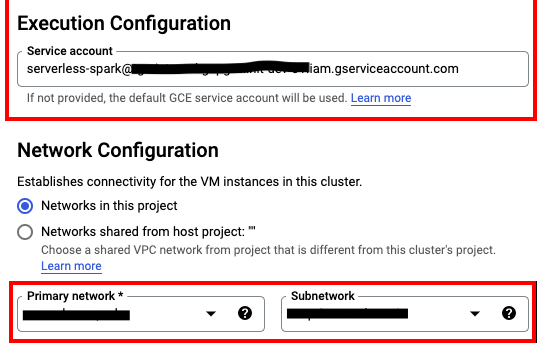 Execution Configuration
Service account
serverless-spark@ iam.gserviceaccount.com
If not provided, the default GCE service account will be used. Learn more
Network Configuration
Establishes connectivity for the VM instances in this cluster.
Networks in this project
Networks shared from host project: ""
Choose a shared VPC network from project that is different from this cluster's project.
Learn more
Primary network * Subnetwork
? ?